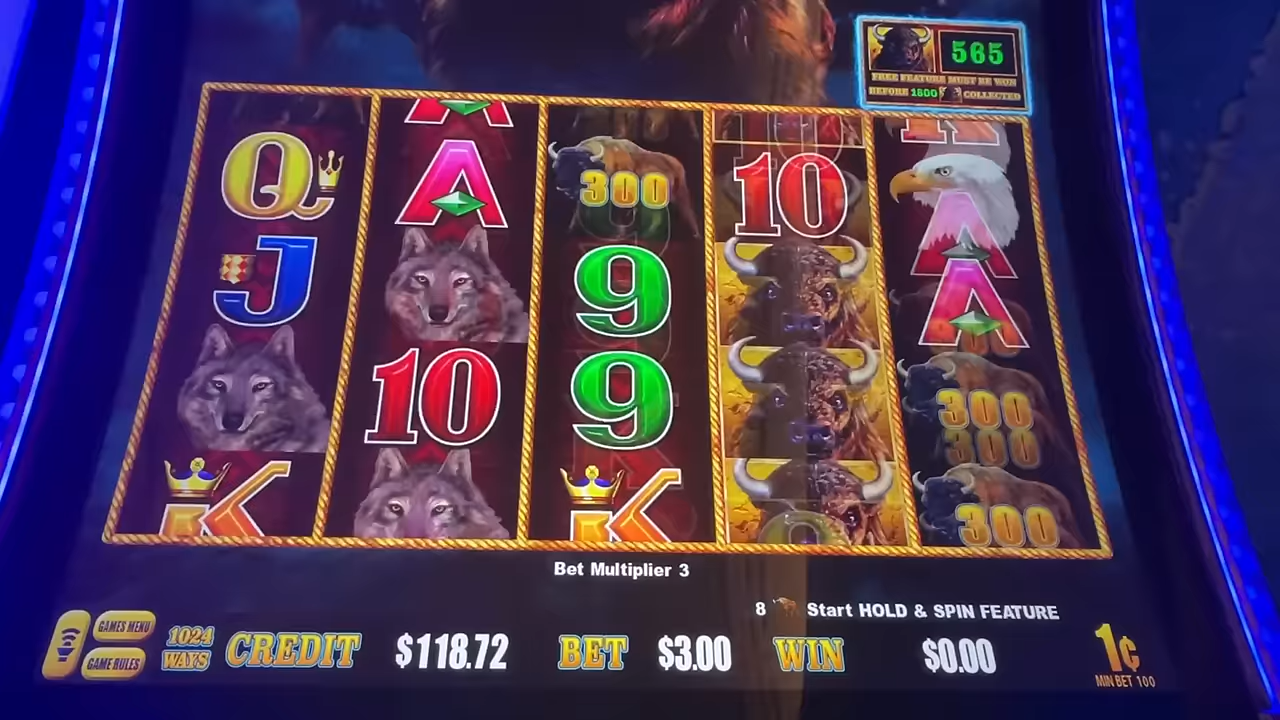 565
FREE FEATURE MUST BE WON
BEFORE 1800 COLLECTED
Q A 300 10 K
J 9 A
10 9 300
300
K K 300
Bet Multiplier 3
8 Start HOLD & SPIN FEATURE
GAMES MENU
GAME RULES
1024 WAYS
CREDIT $118.72 BET $3.00 WIN $0.00
1¢
MIN BET 100